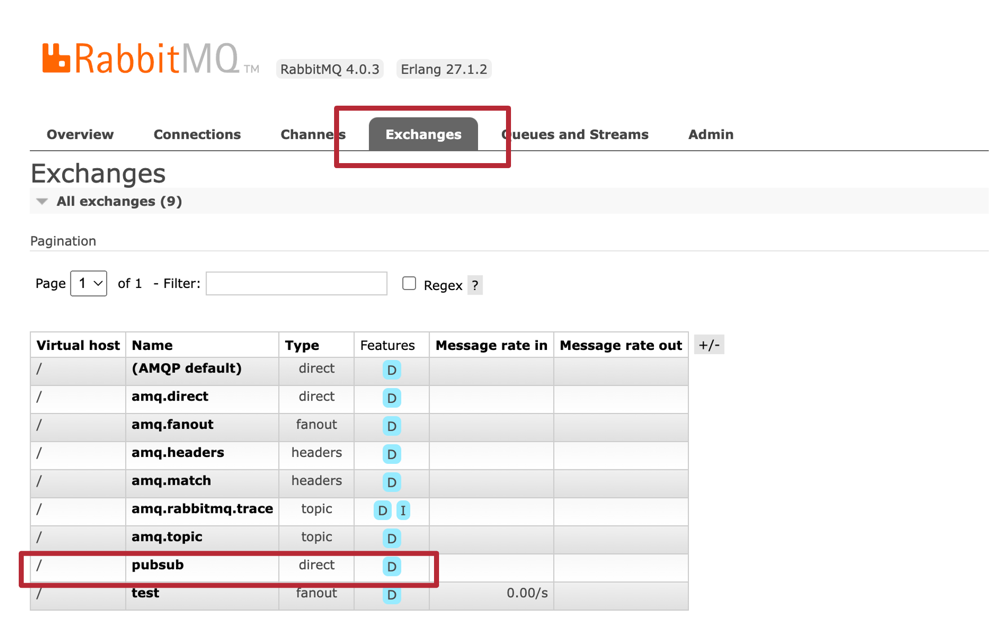 RabbitMQ TM RabbitMQ 4.0.3 Erlang 27.1.2
Overview Connections Channels Exchanges Queues and Streams Admin
Exchanges
All exchanges (9)
Pagination
Page 1 of 1 - Filter: Regex ?
Virtual host Name Type Features Message rate in Message rate out +/-
/ (AMQP default) direct D
/ amq.direct direct D
/ amq.fanout fanout D
/ amq.headers headers D
/ amq.match headers D
/ amq.rabbitmq.trace topic D I
/ amq.topic topic D
/ pubsub direct D
/ test fanout D 0.00/s